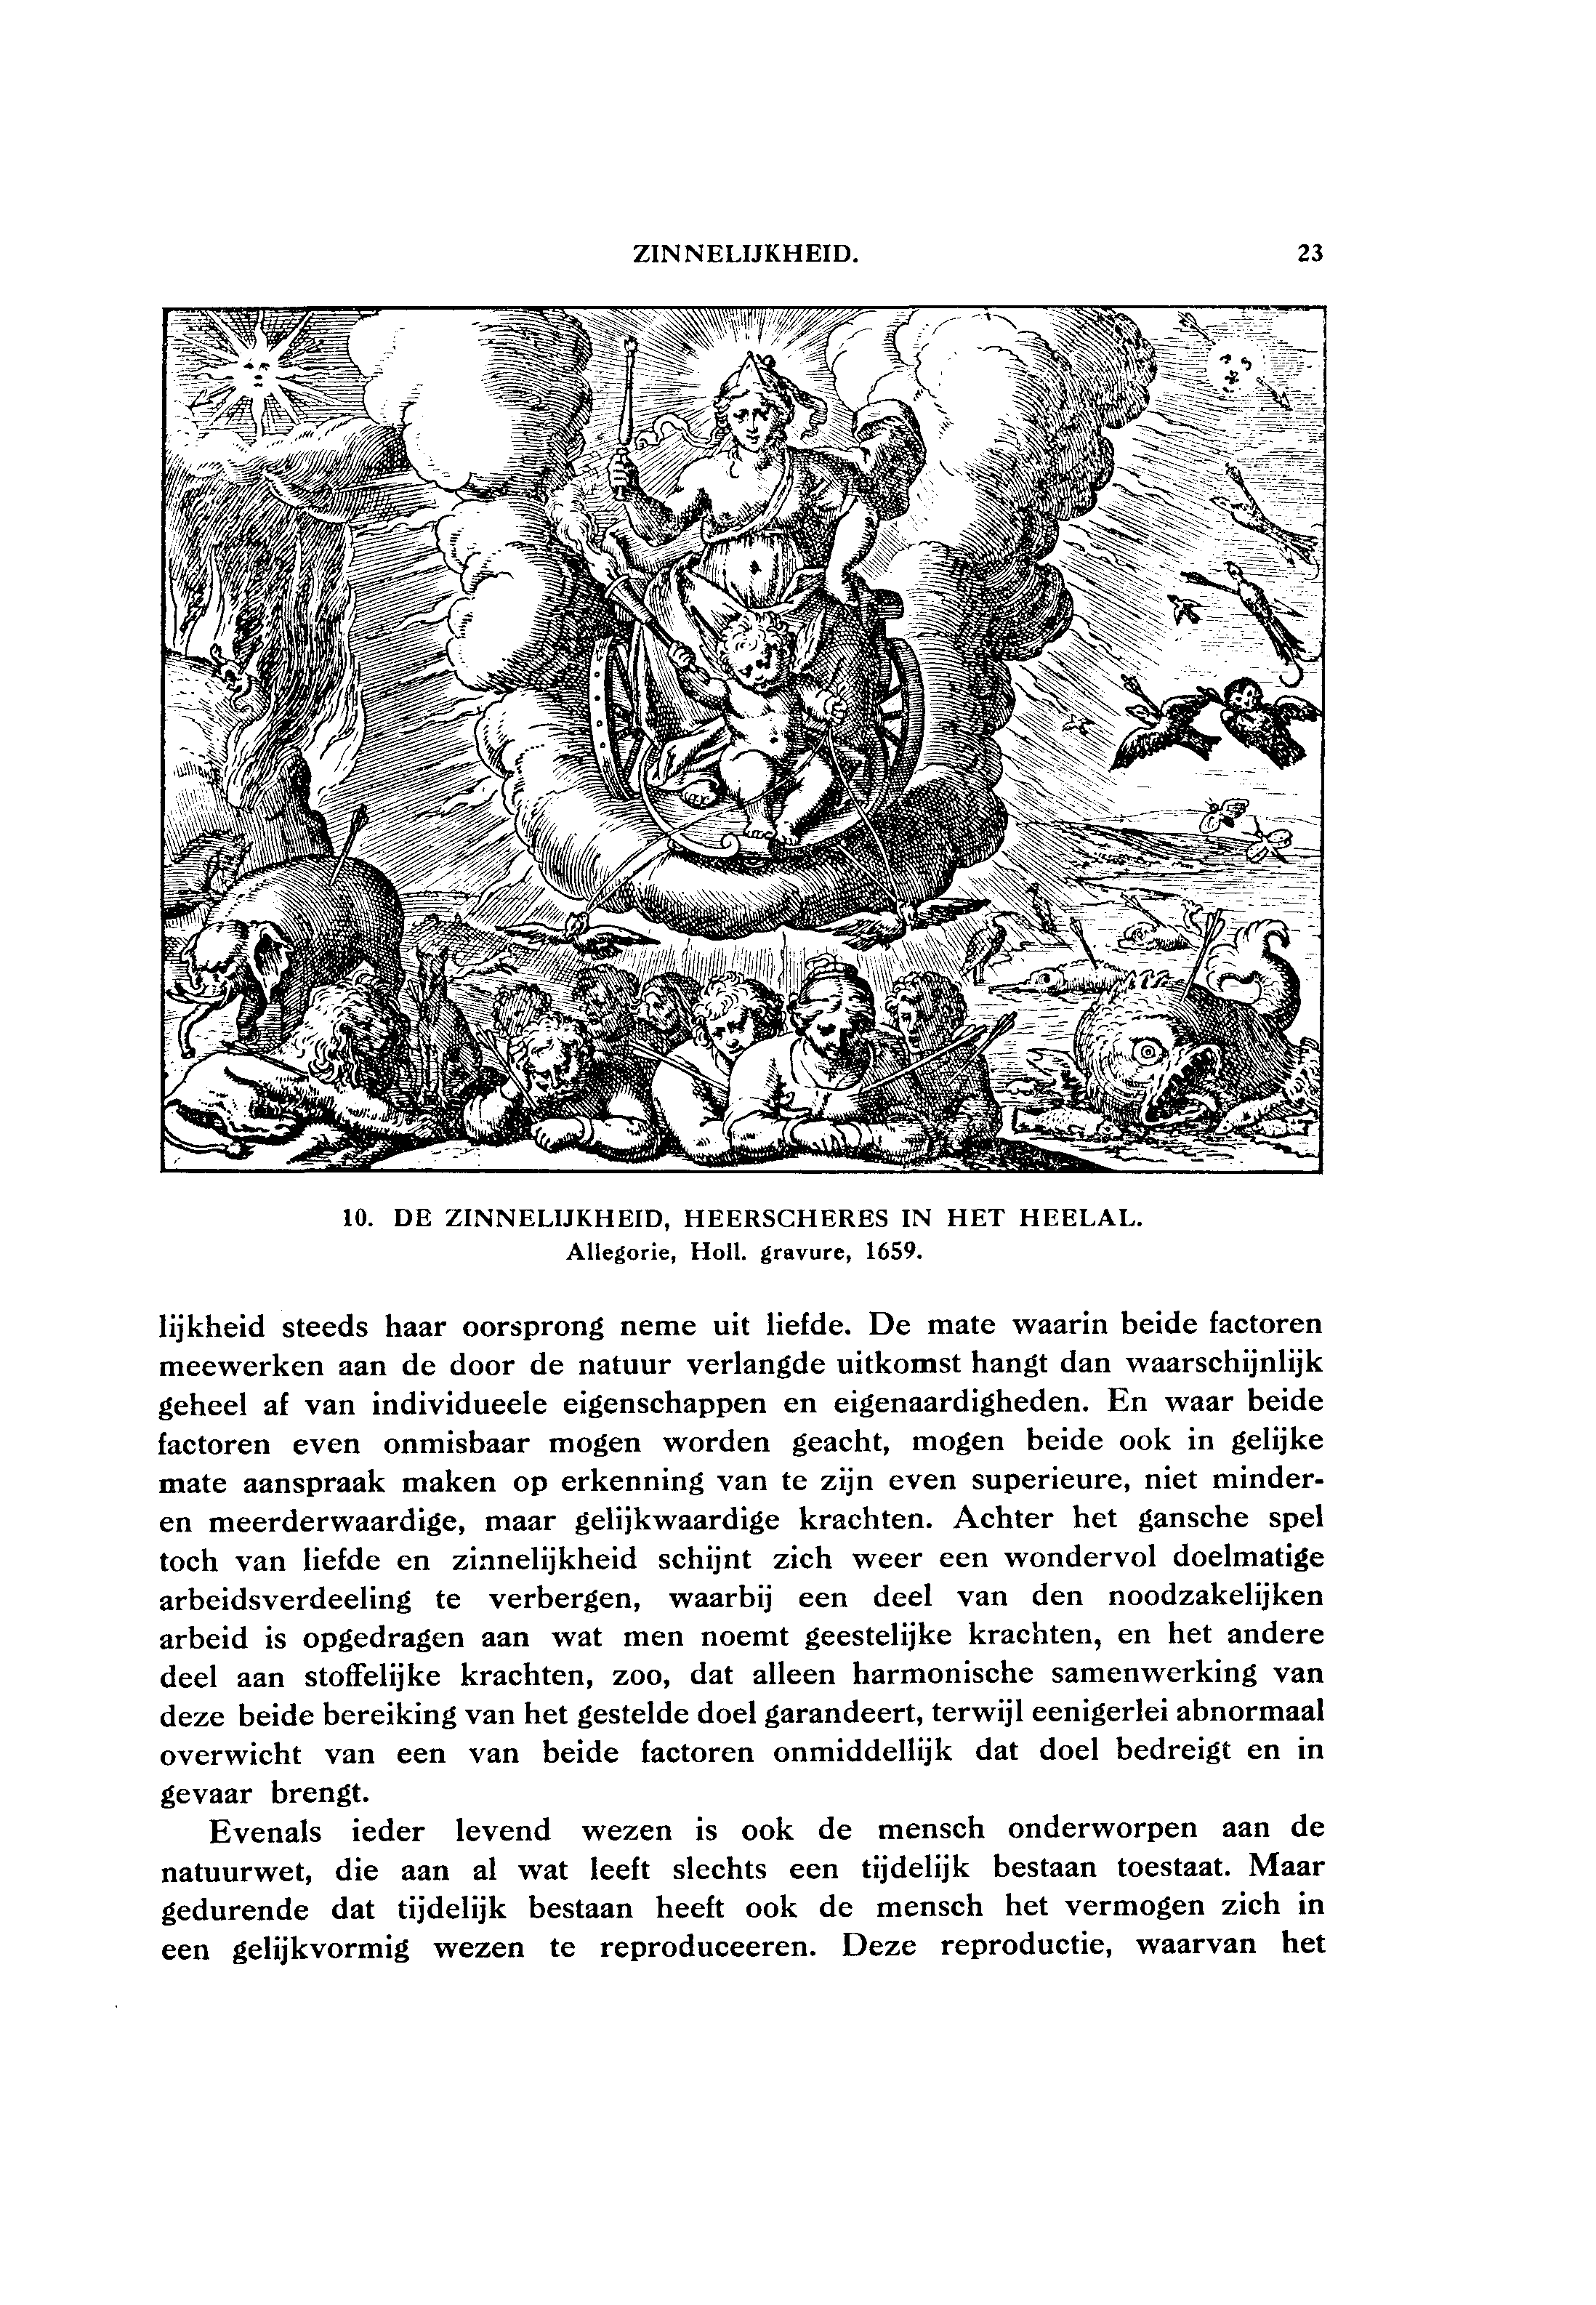 ZINNELIJKHEID. 23
10. DE ZINNELIJKHEID, HEERSCHERES IN HET HEELAL.
Allegorie, Holl. gravure, 1659.
lijkheid steeds haar oorsprong neme uit liefde. De mate waarin beide factoren
meewerken aan de door de natuur verlangde uitkomst hangt dan waarschijnlijk
geheel af van individueele eigenschappen en eigenaardigheden. En waar beide
factoren even onmisbaar mogen worden geacht, mogen beide ook in gelijke
mate aanspraak maken op erkenning van te zijn even superieure, niet minder-
en meerderwaardige, maar gelijkwaardige krachten. Achter het gansche spel
toch van liefde en zinnelijkheid schijnt zich weer een wondervol doelmatige
arbeidsverdeeling te verbergen, waarbij een deel van den noodzakelijken
arbeid is opgedragen aan wat men noemt geestelijke krachten, en het andere
deel aan stoffelijke krachten, zoo, dat alleen harmonische samenwerking van
deze beide bereiking van het gestelde doel garandeert, terwijl eenigerlei abnormaal
overwicht van een van beide factoren onmiddellijk dat doel bedreigt en in
gevaar brengt.
Evenals ieder levend wezen is ook de mensch onderworpen aan de
natuurwet, die aan al wat leeft slechts een tijdelijk bestaan toestaat. Maar
gedurende dat tijdelijk bestaan heeft ook de mensch het vermogen zich in
een gelijkvormig wezen te reproduceeren. Deze reproductie, waarvan het